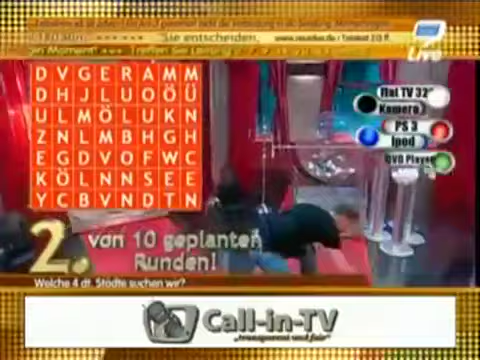 "Sie entscheiden,
Live
D V G E R A M M
D H J L U O Ö Ü
U L M Ö L U K N
Z N L M B H G H
E G D V O F W C
K Ö L N N S E E
Y C B V N D T N
flat TV 32"
Kamera
PS 3
Ipod
DVD Player
2. von 10 geplanten
Runden!
Welche 4 dt. Städte suchen wir?
Call-in-TV
„transparent und fair"